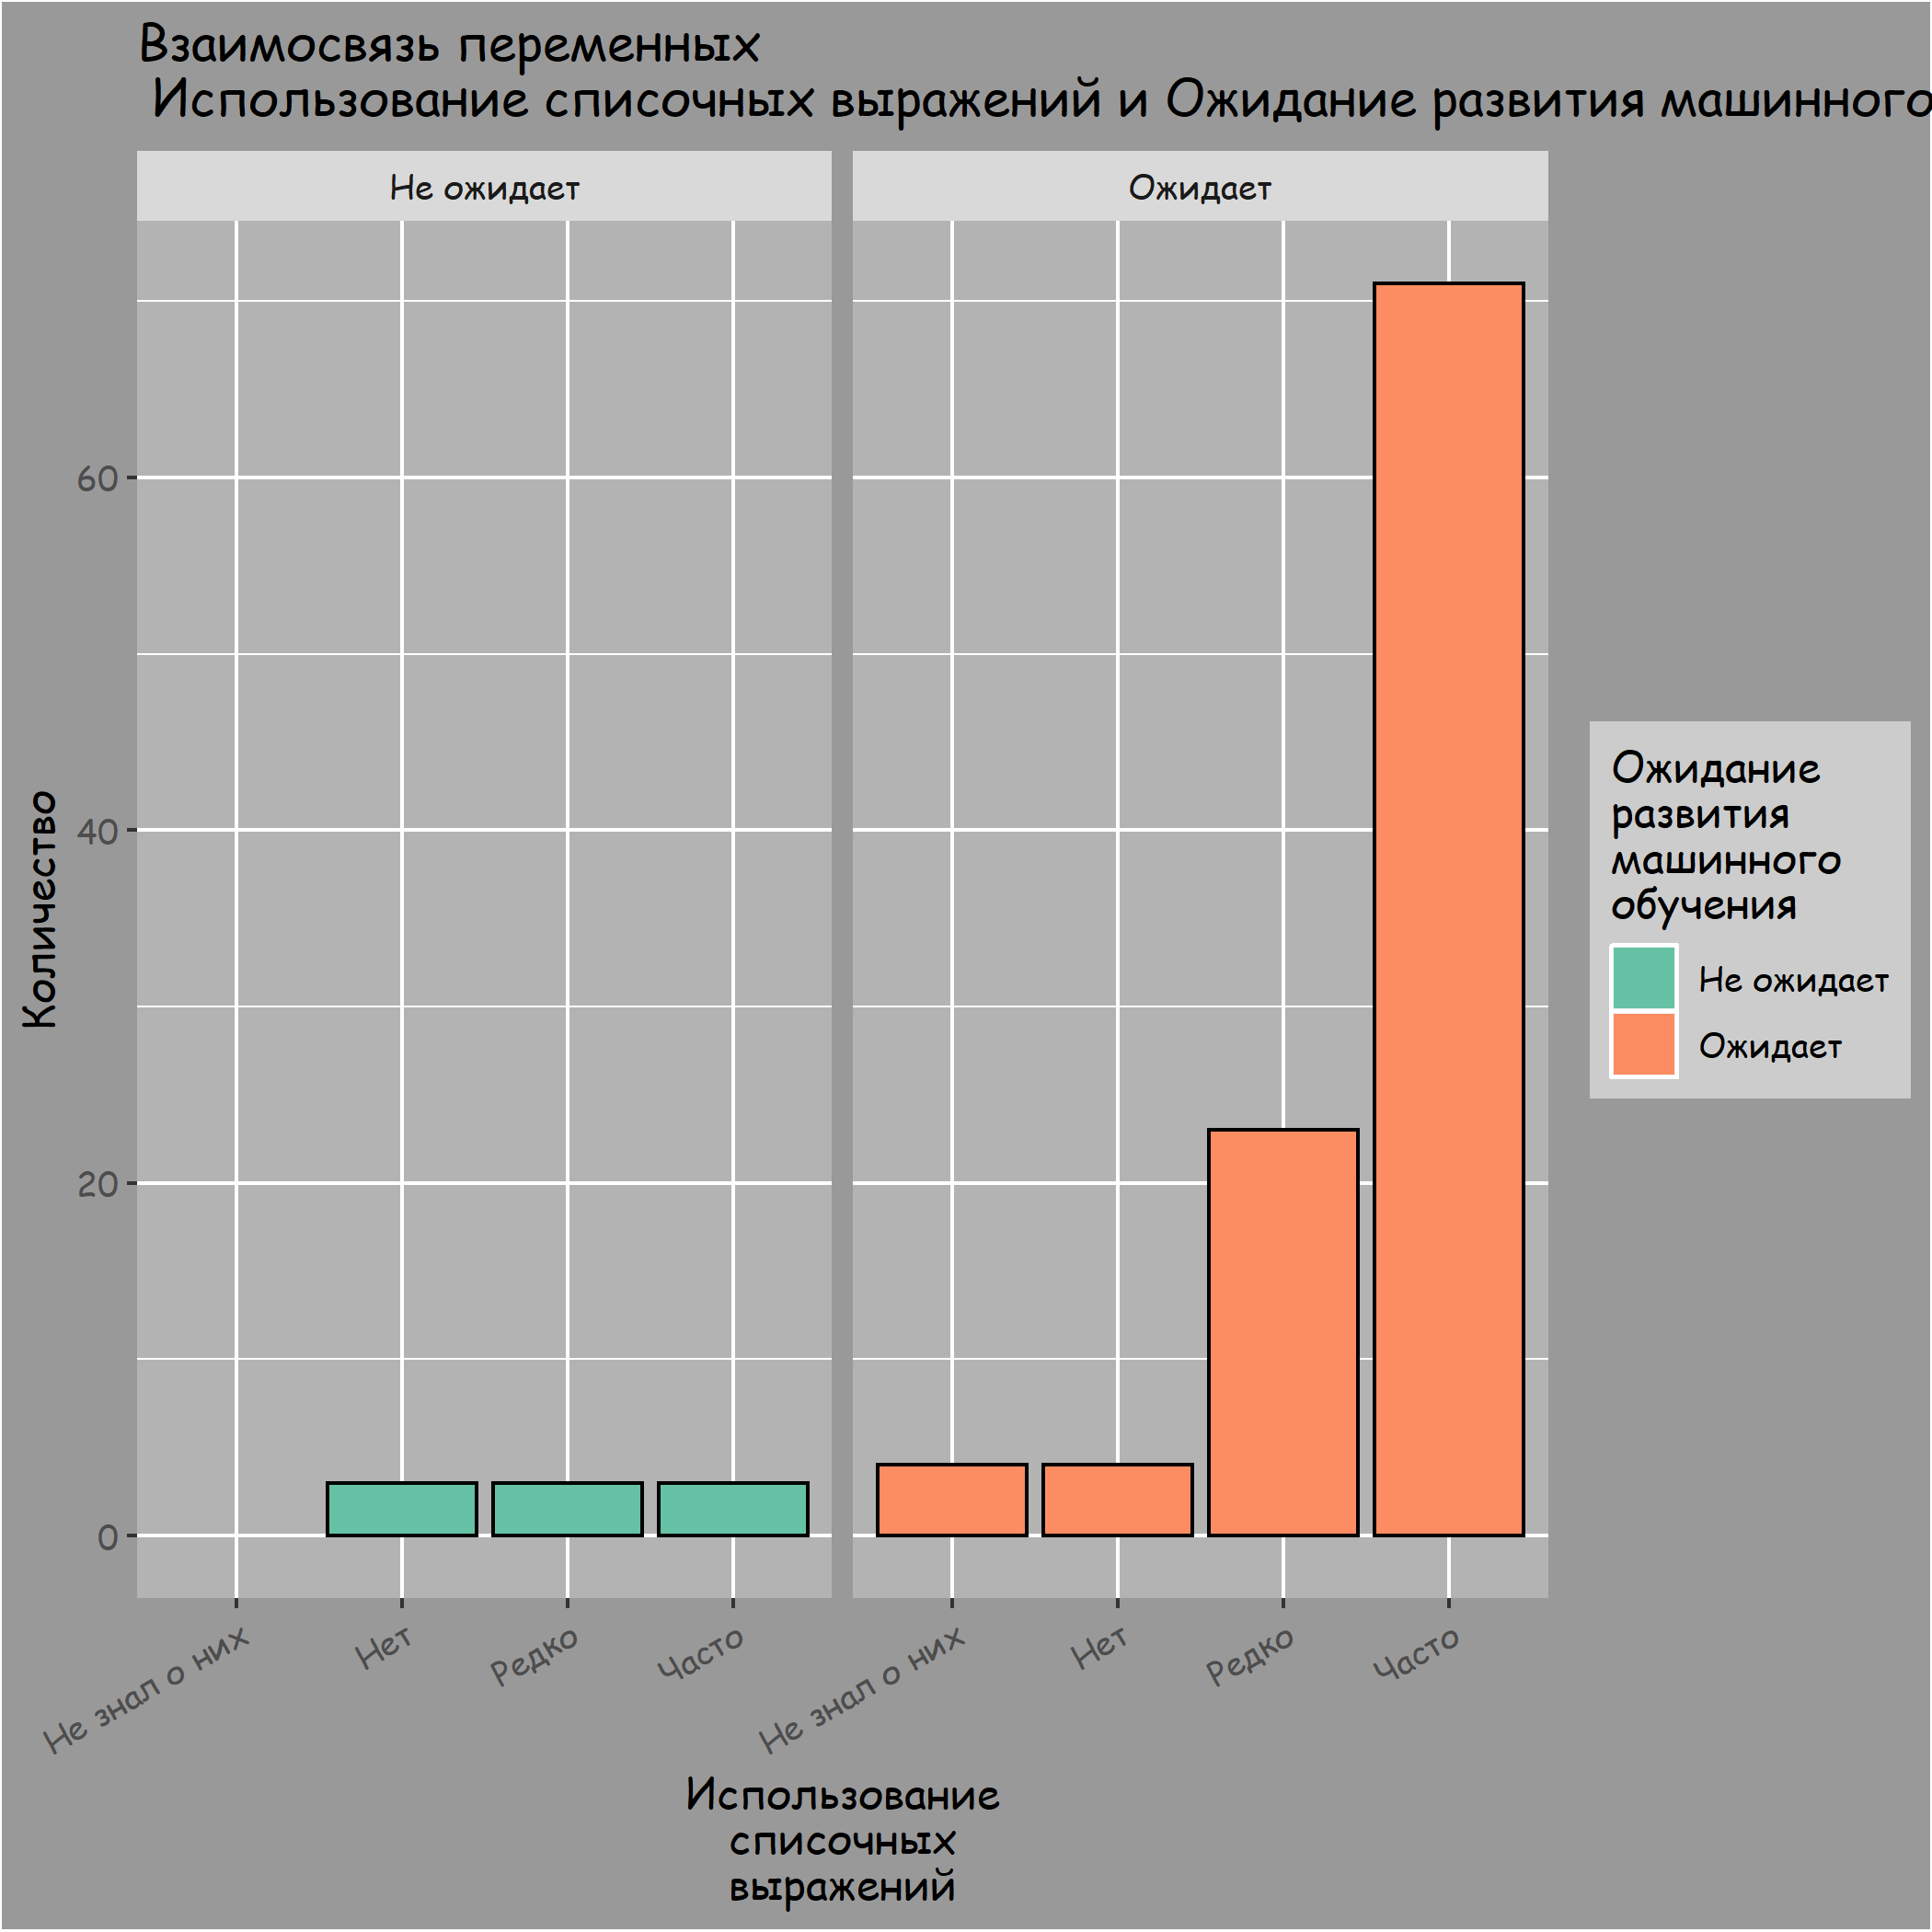 Взаимосвязь переменных
Использование списочных выражений и Ожидание развития машинного
Не ожидает
Ожидает
60
40
20
0
Количество
Не знал о них
Нет
Редко
Часто
Не знал о них
Нет
Редко
Часто
Использование
списочных
выражений
Ожидание
развития
машинного
обучения
Не ожидает
Ожидает